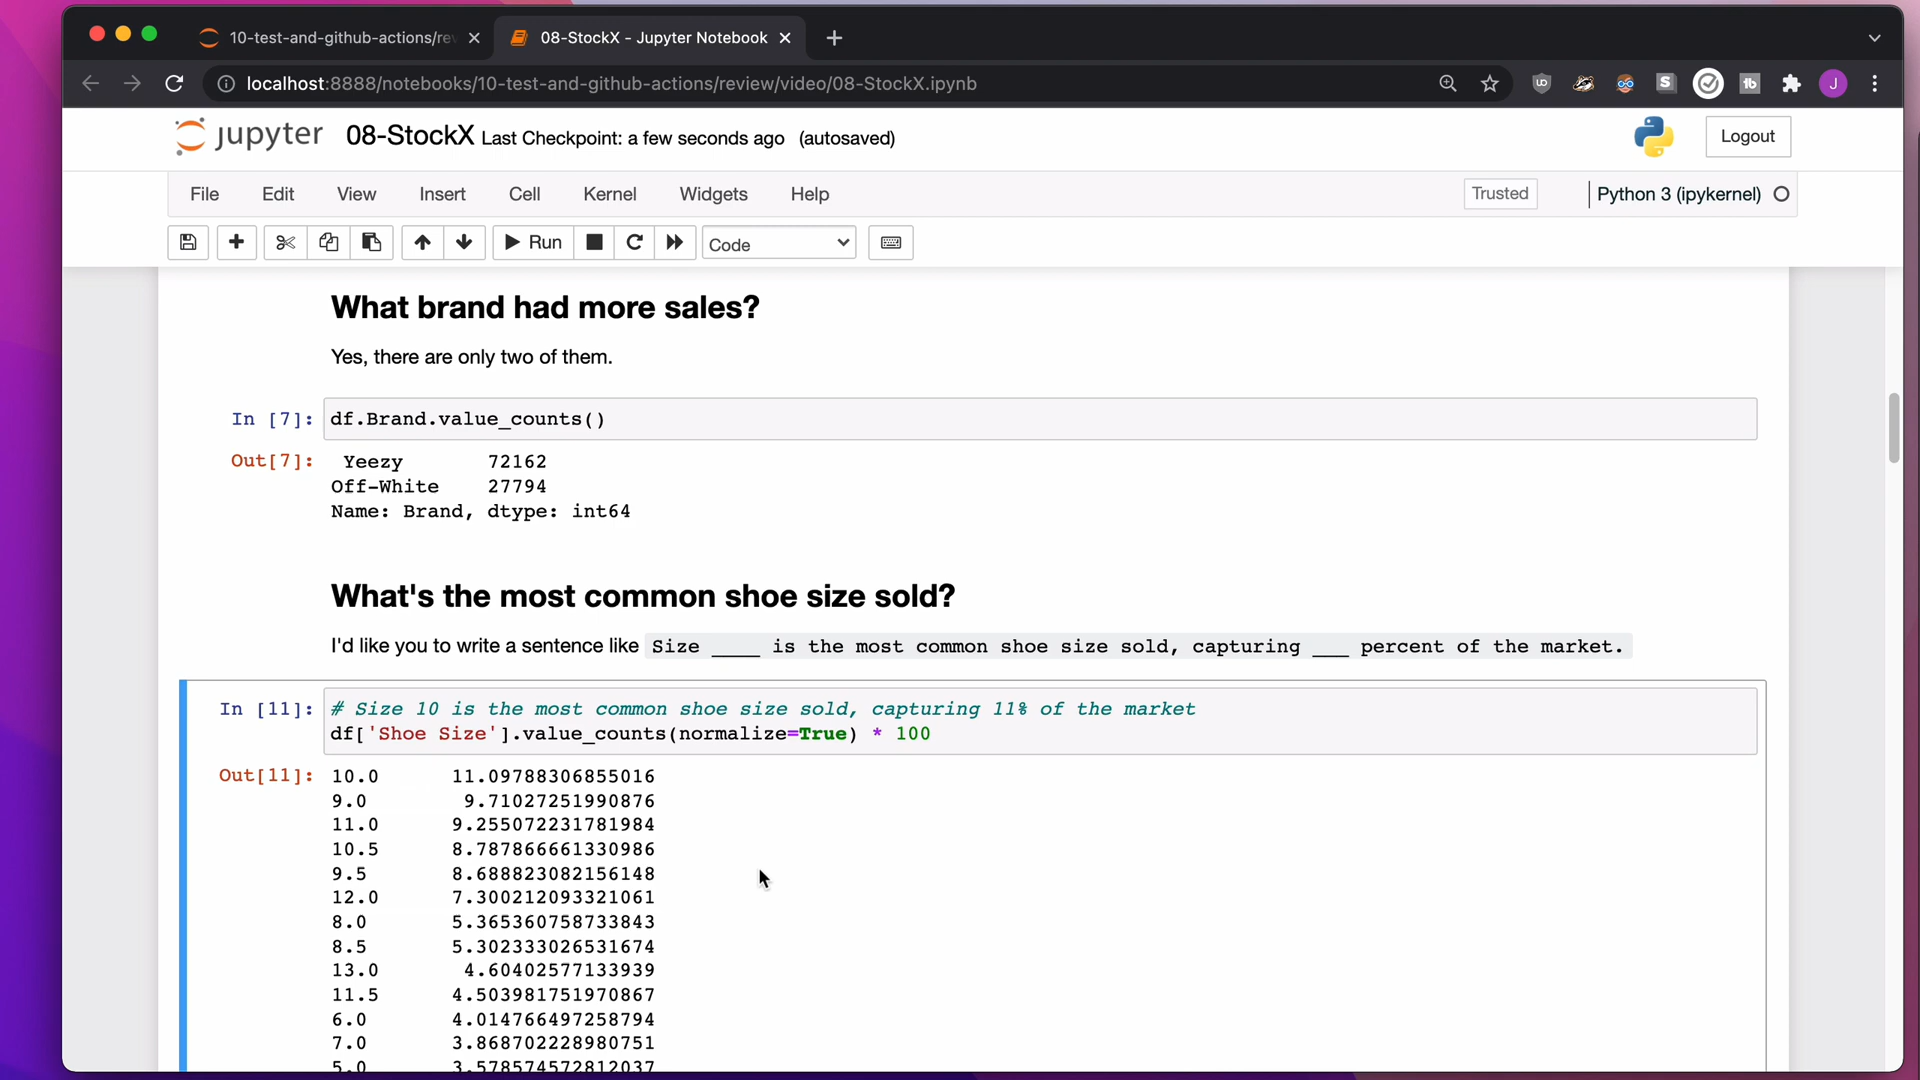 10-test-and-github-actions/re
08-StockX - Jupyter Notebook
localhost:8888/notebooks/10-test-and-github-actions/review/video/08-StockX.ipynb
J
jupyter 08-StockX Last Checkpoint: a few seconds ago (autosaved)
Logout
File Edit View Insert Cell Kernel Widgets Help
Trusted
Python 3 (ipykernel)
Run
Code
What brand had more sales?
Yes, there are only two of them.
In [7]: df.Brand.value_counts()
Out[7]: Yeezy 72162
Off-White 27794
Name: Brand, dtype: int64
What's the most common shoe size sold?
I'd like you to write a sentence like Size ____ is the most common shoe size sold, capturing ___ percent of the market.
In [11]: # Size 10 is the most common shoe size sold, capturing 11% of the market
df['Shoe Size'].value_counts(normalize=True) * 100
Out[11]: 10.0 11.09788306855016
9.0 9.71027251990876
11.0 9.255072231781984
10.5 8.787866661330986
9.5 8.688823082156148
12.0 7.300212093321061
8.0 5.365360758733843
8.5 5.302333026531674
13.0 4.60402577133939
11.5 4.503981751970867
6.0 4.014766497258794
7.0 3.868702228980751
5.0 3.578574572812037